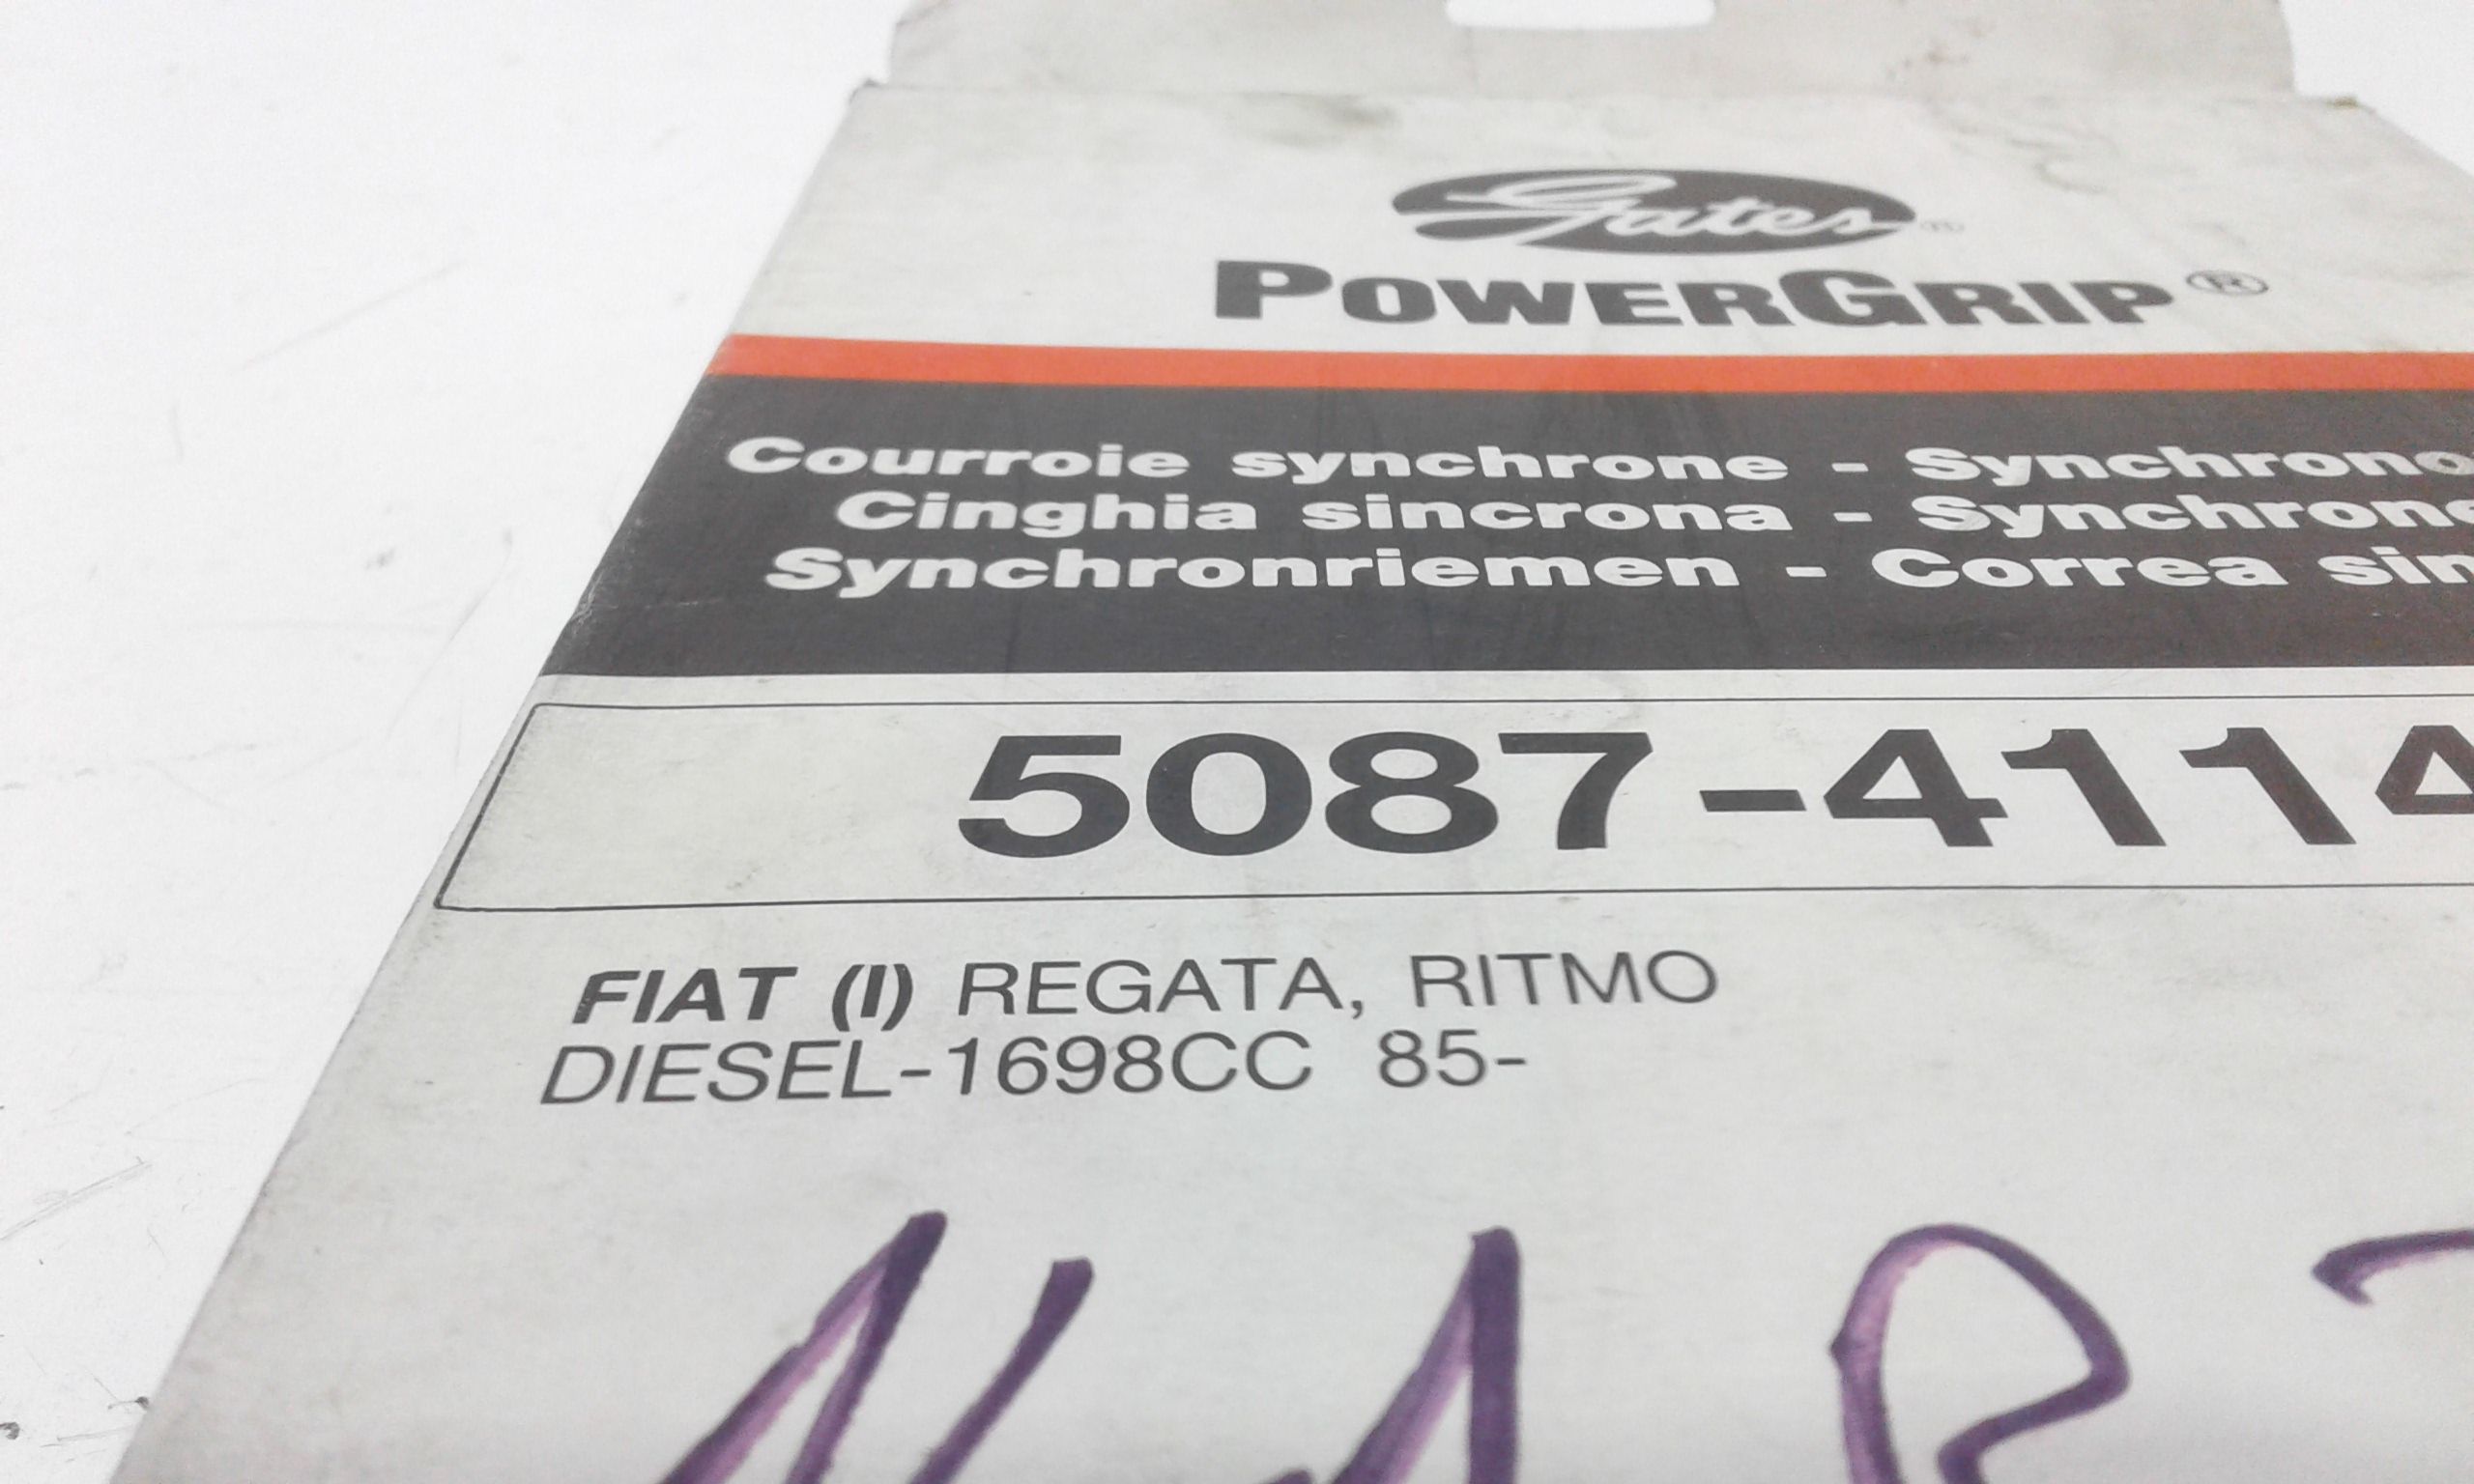 Gates ®
POWERGRIP ®
Courroie synchrone - Synchrono
Cinghia sincrona - Synchrono
Synchronriemen - Correa sin
5087-4114
FIAT (I) REGATA, RITMO
DIESEL-1698CC 85-